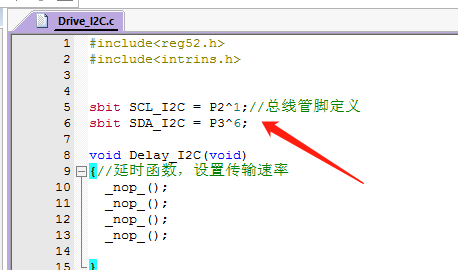 Drive_I2C.c
1 #include<reg52.h>
2 #include<intrins.h>
3
4
5 sbit SCL_I2C = P2^1;//总线管脚定义
6 sbit SDA_I2C = P3^6;
7
8 void Delay_I2C(void)
9 {//延时函数，设置传输速率
10 _nop_();
11 _nop_();
12 _nop_();
13 _nop_();
14
15 }